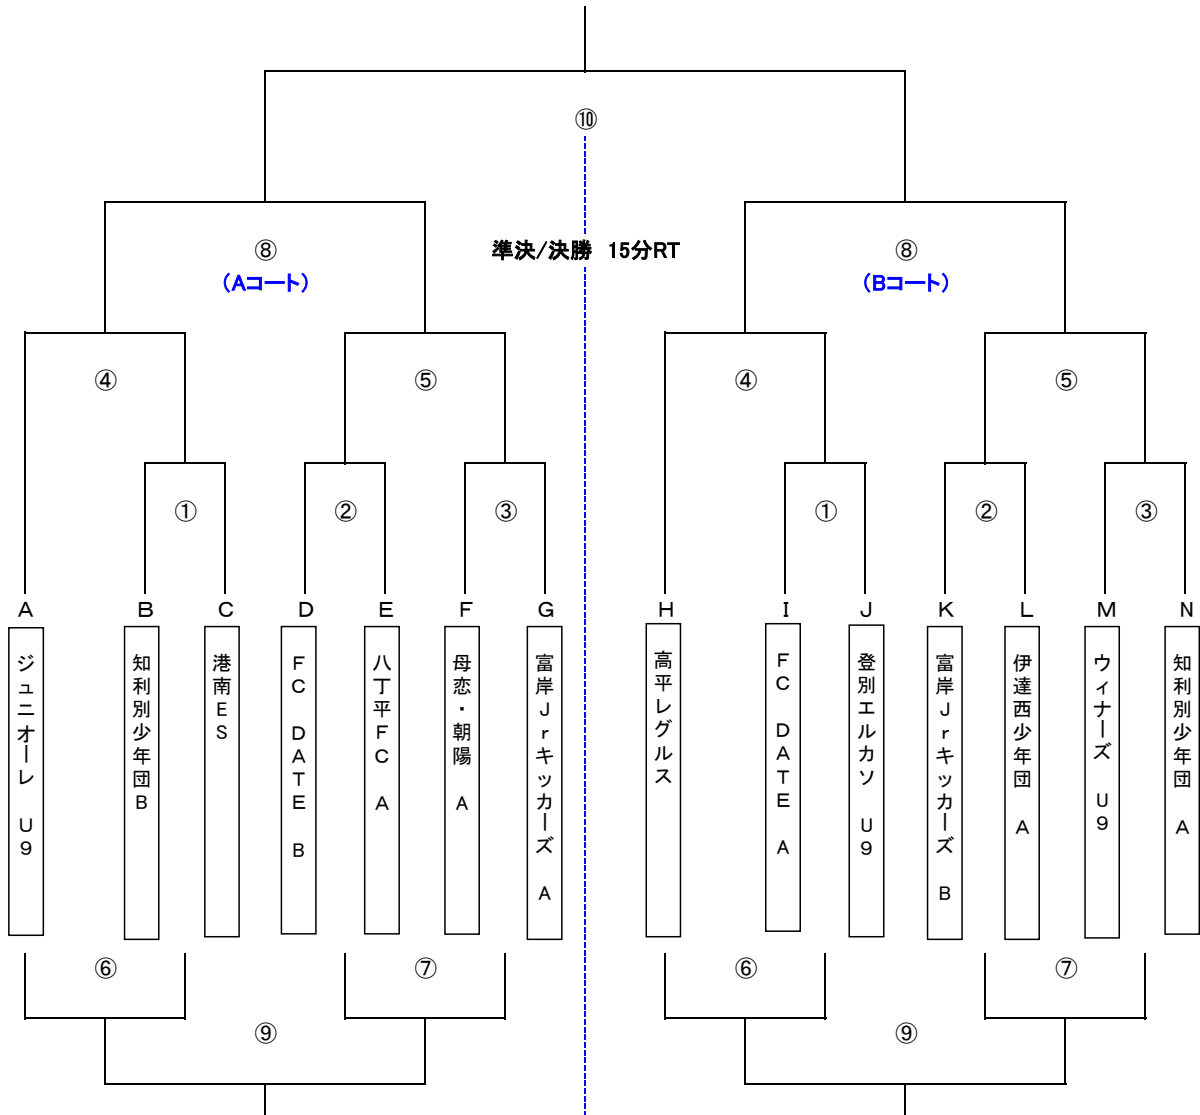 ⑩
準決/決勝 15分RT
⑧ ⑧
(Aコート) (Bコート)
④ ⑤ ④ ⑤
① ② ③ ① ② ③
A B C D E F G H I J K L M N
ジュニオーレ U9
知利別少年団B
港南ES
FC DATE B
八丁平FC A
母恋・朝陽 A
富岸Jrキッカーズ A
高平レグルス
FC DATE A
登別エルカソ U9
富岸Jrキッカーズ B
伊達西少年団 A
ウィナーズ U9
知利別少年団 A
⑥ ⑦ ⑥ ⑦
⑨ ⑨